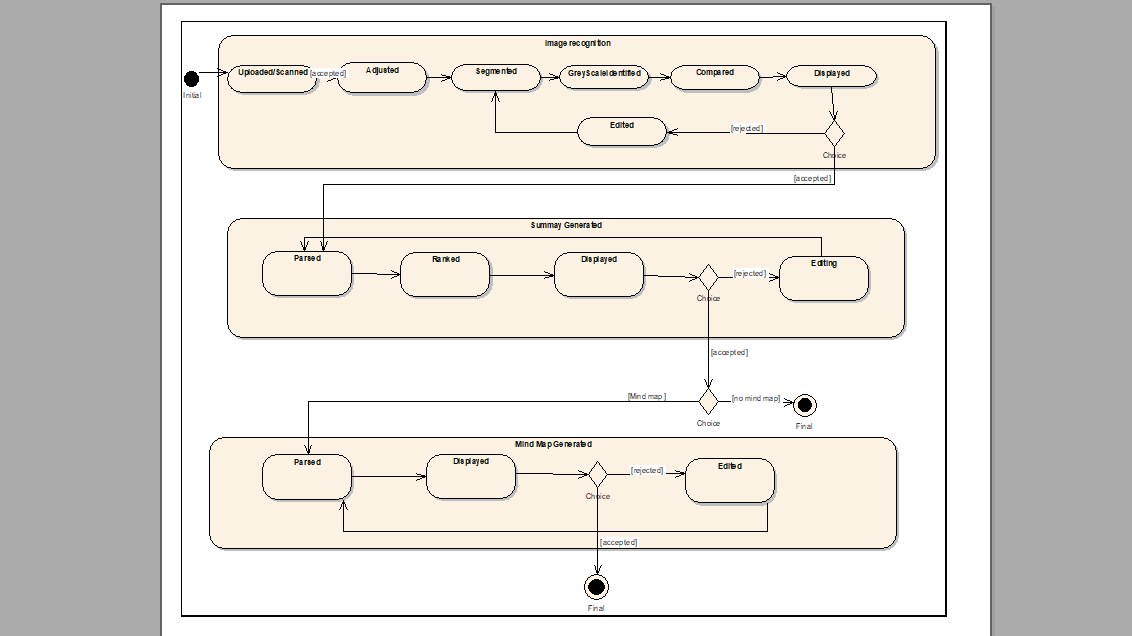 Image recognition
Uploaded/Scanned
[accepted]
Adjusted
Segmented
GreyScaleIdentified
Compared
Displayed
Initial
Edited
[rejected]
Choice
[accepted]
Summay Generated
Parsed
Ranked
Displayed
[rejected]
Editing
Choice
[accepted]
[Mind map ]
[no mind map]
Choice
Final
Mind Map Generated
Parsed
Displayed
[rejected]
Edited
Choice
[accepted]
Final